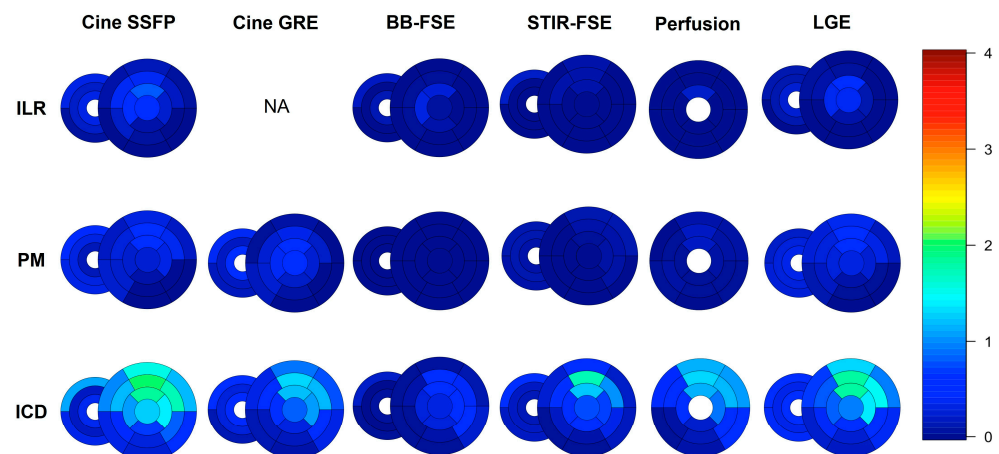 Cine SSFP Cine GRE BB-FSE STIR-FSE Perfusion LGE
4
ILR NA
3
PM 2
1
ICD
0